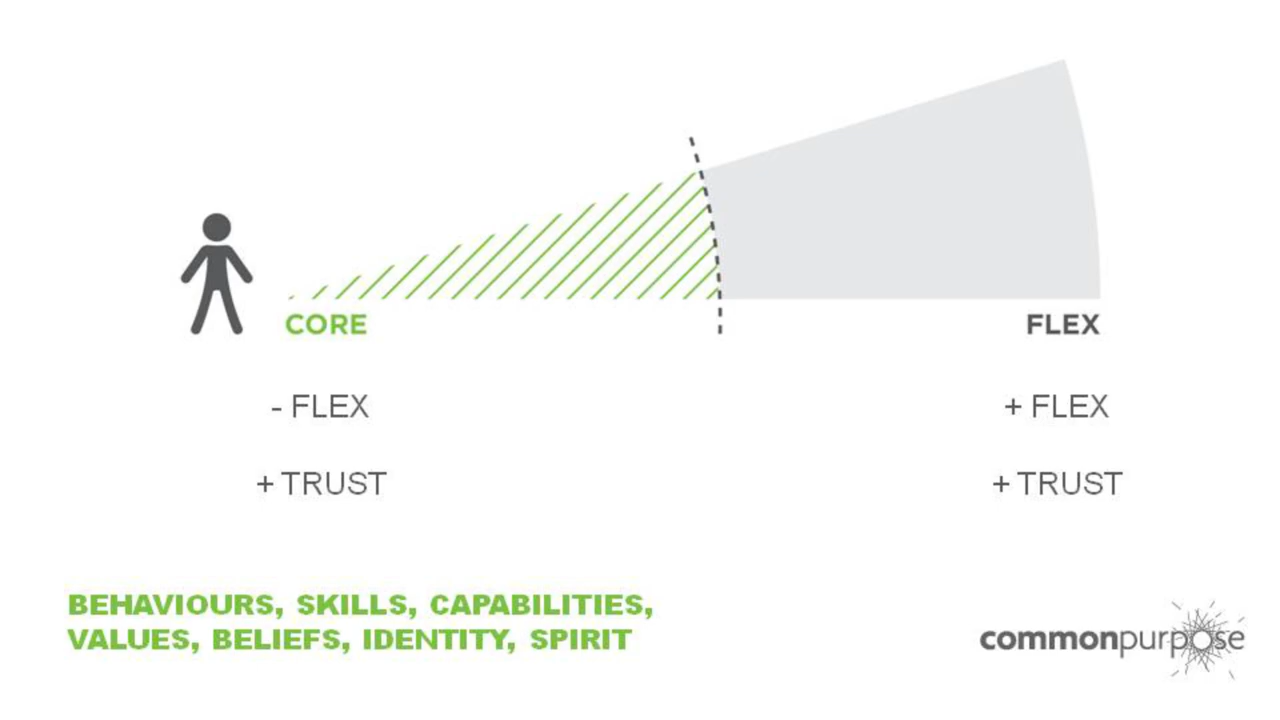 CORE
FLEX
- FLEX
+ FLEX
+ TRUST
+ TRUST
BEHAVIOURS, SKILLS, CAPABILITIES,
VALUES, BELIEFS, IDENTITY, SPIRIT
commonpurpose